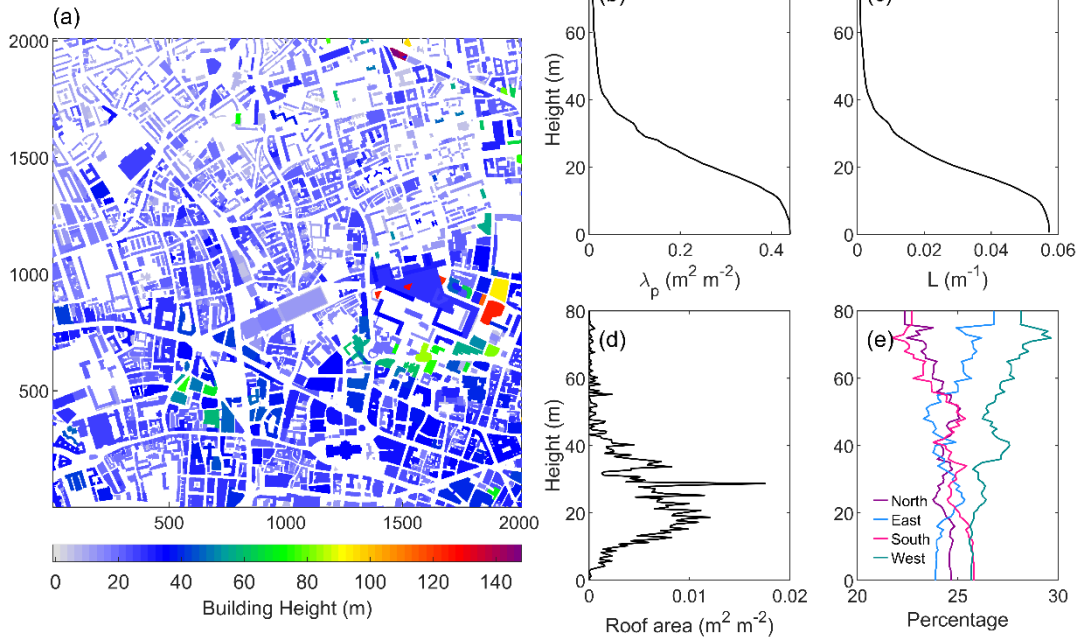 (a)
2000
1500
1000
500
500 1000 1500 2000
0 20 40 60 80 100 120 140
Building Height (m)
60
40
20
0
Height (m)
0 0.2 0.4
λp (m² m⁻²)
60
40
20
0
0 0.02 0.04 0.06
L (m⁻¹)
(d)
80
60
40
20
0
Height (m)
0 0.01 0.02
Roof area (m² m⁻²)
(e)
80
60
40
20
0
North
East
South
West
20 25 30
Percentage